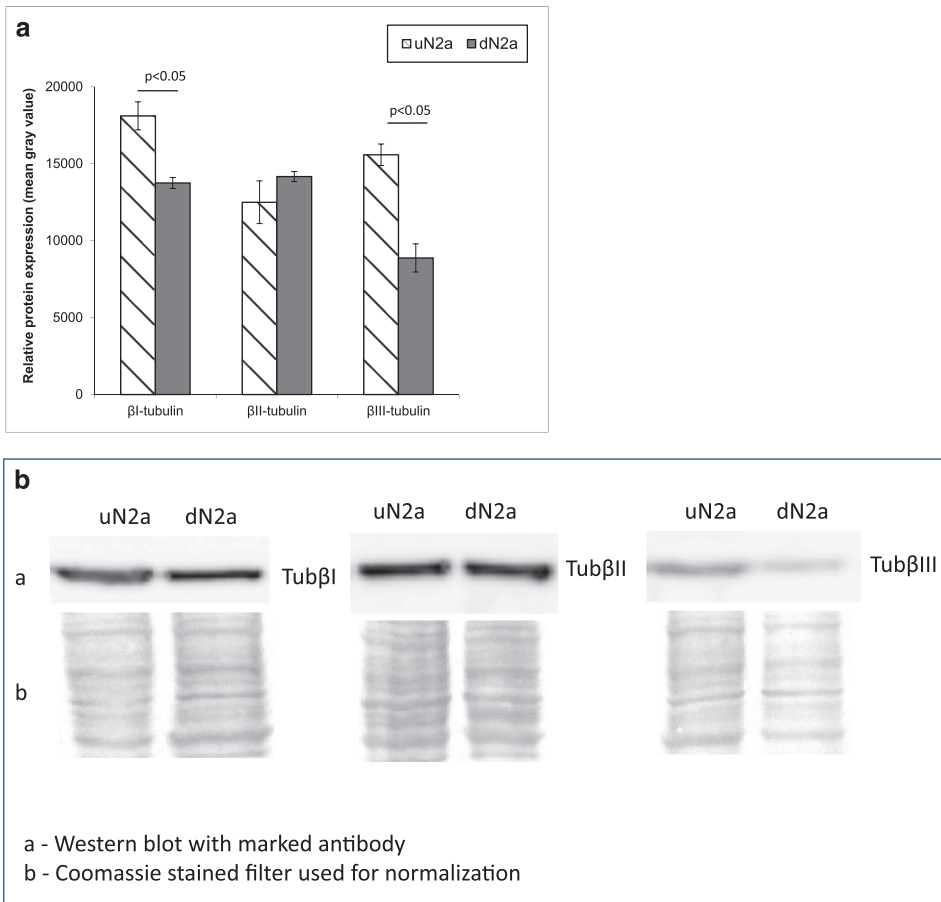 a
uN2a dN2a
p<0.05
p<0.05
Relative protein expression (mean gray value)
20000
15000
10000
5000
0
βI-tubulin βII-tubulin βIII-tubulin
b
uN2a dN2a uN2a dN2a uN2a dN2a
a TubβI TubβII TubβIII
b
a - Western blot with marked antibody
b - Coomassie stained filter used for normalization